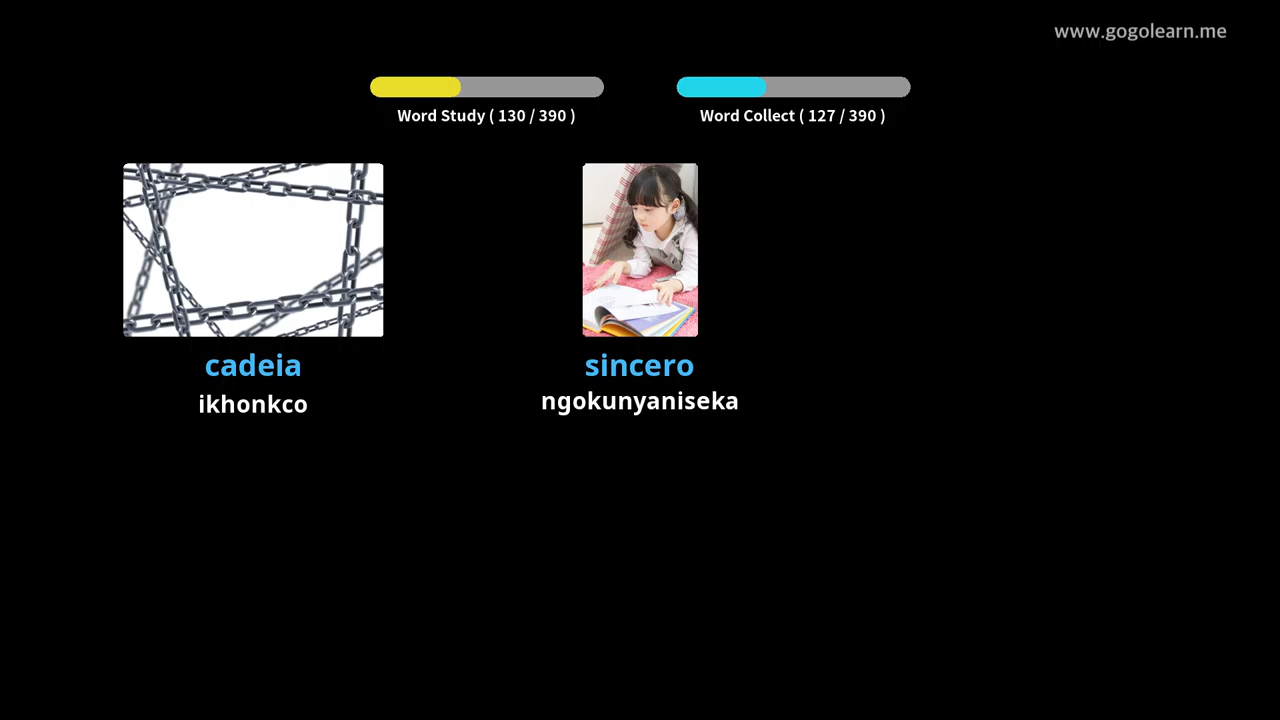 www.gogolearn.me
Word Study ( 130 / 390 )
Word Collect ( 127 / 390 )
cadeia
ikhonkco
sincero
ngokunyaniseka